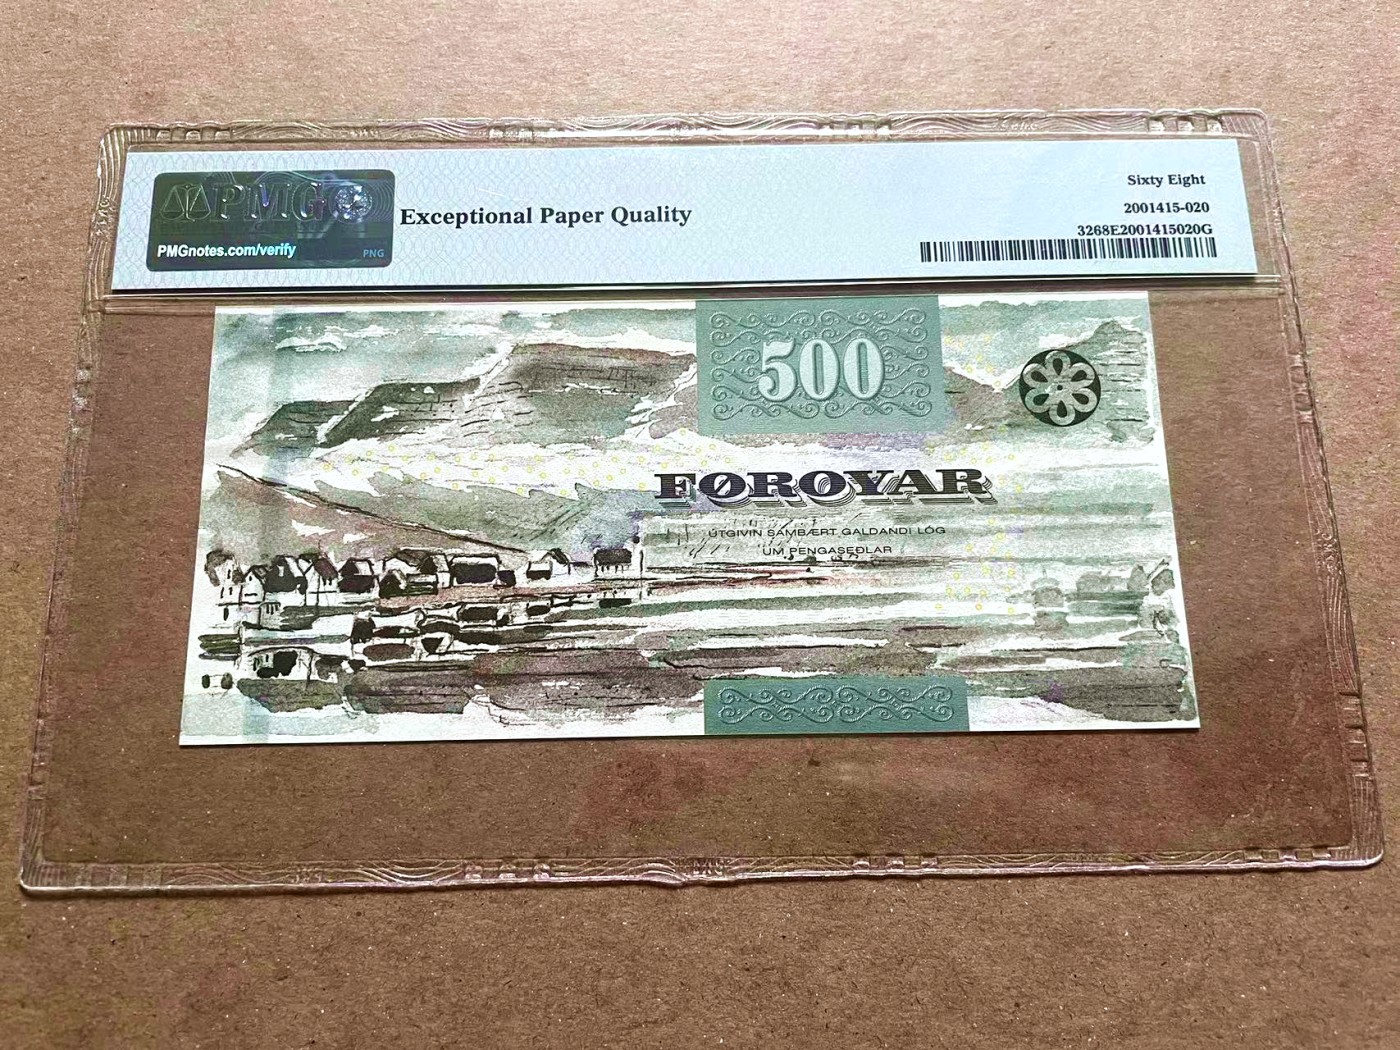 PMG
PMGnotes.com/verify
PNG
Exceptional Paper Quality
Sixty Eight
2001415-020
3268E2001415020G
500
FØROYAR
ÚTGIVIN SAMBÆRT GALDANDI LÓG
UM PENGASEÐLAR